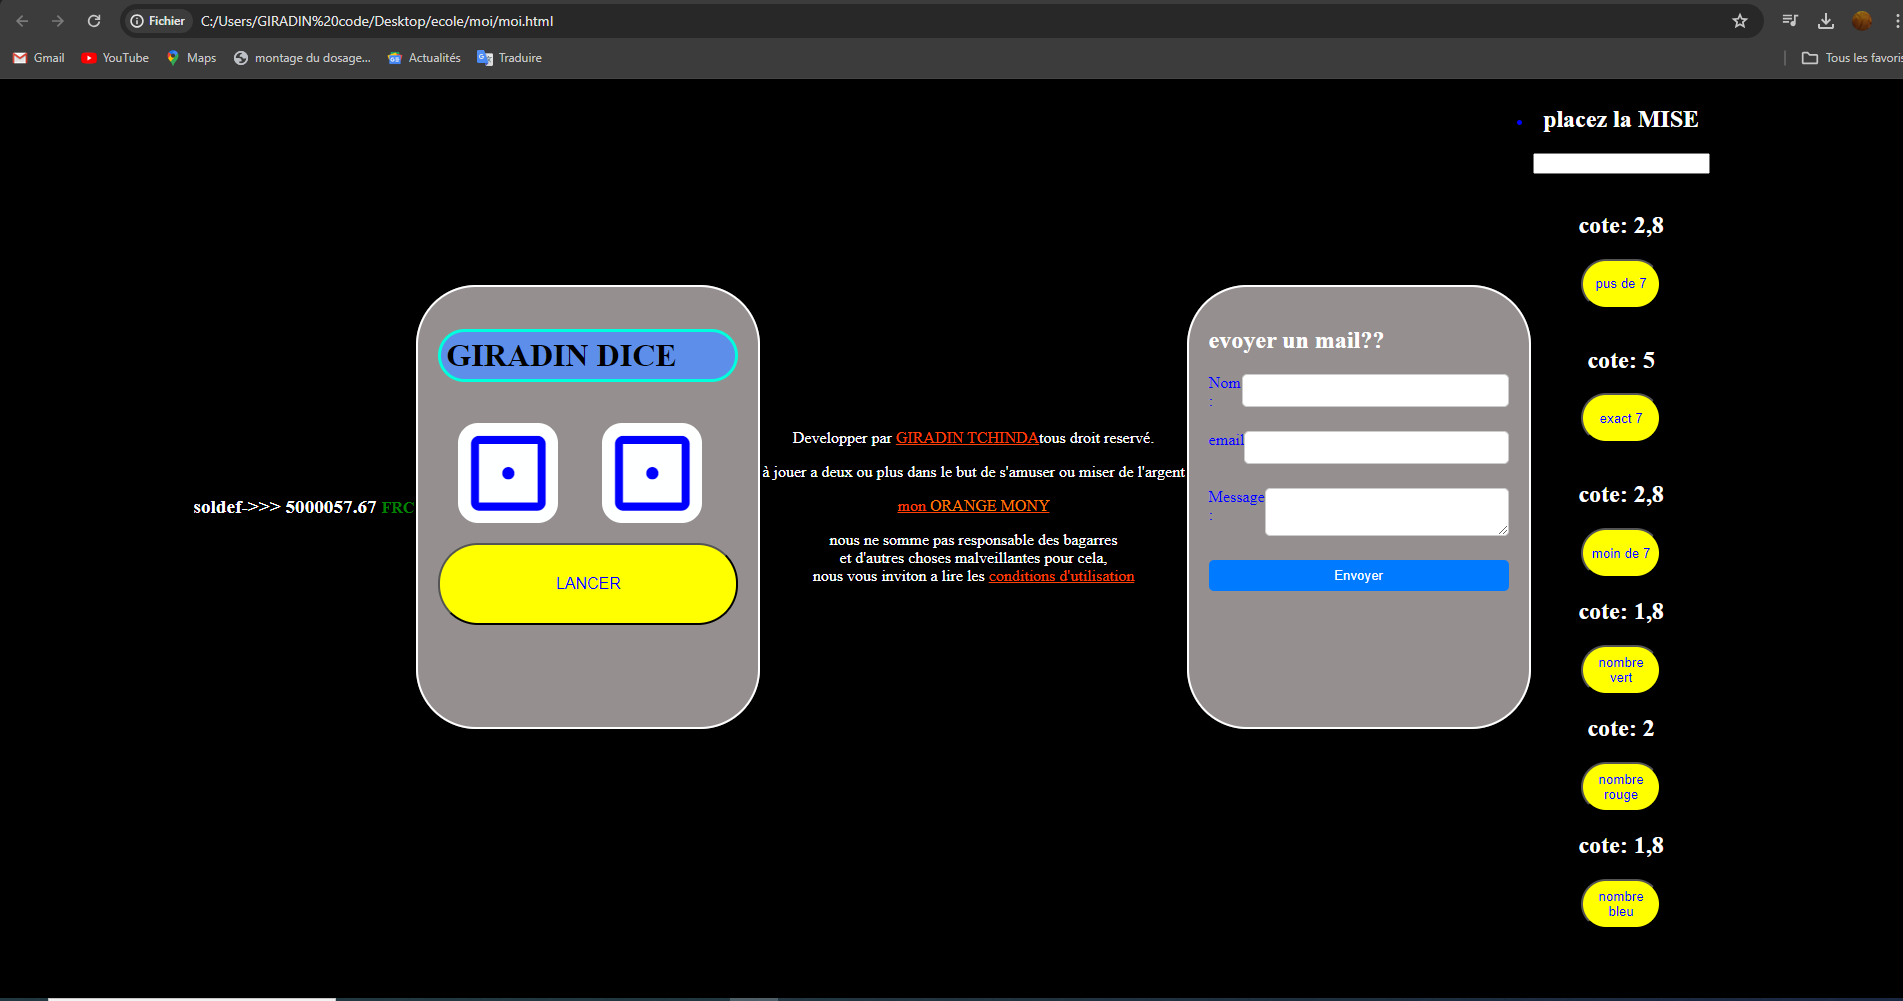 Fichier
C:/Users/GIRADIN%20code/Desktop/ecole/moi/moi.html
Gmail
YouTube
Maps
montage du dosage...
Actualités
Traduire
Tous les favoris
soldef->>> 5000057.67 FRC
GIRADIN DICE
LANCER
Developper par GIRADIN TCHINDAtous droit reservé.
à jouer a deux ou plus dans le but de s'amuser ou miser de l'argent
mon ORANGE MONY
nous ne somme pas responsable des bagarres
et d'autres choses malveillantes pour cela,
nous vous inviton a lire les conditions d'utilisation
evoyer un mail??
Nom
:
email
Message
:
Envoyer
placez la MISE
cote: 2,8
pus de 7
cote: 5
exact 7
cote: 2,8
moin de 7
cote: 1,8
nombre
vert
cote: 2
nombre
rouge
cote: 1,8
nombre
bleu